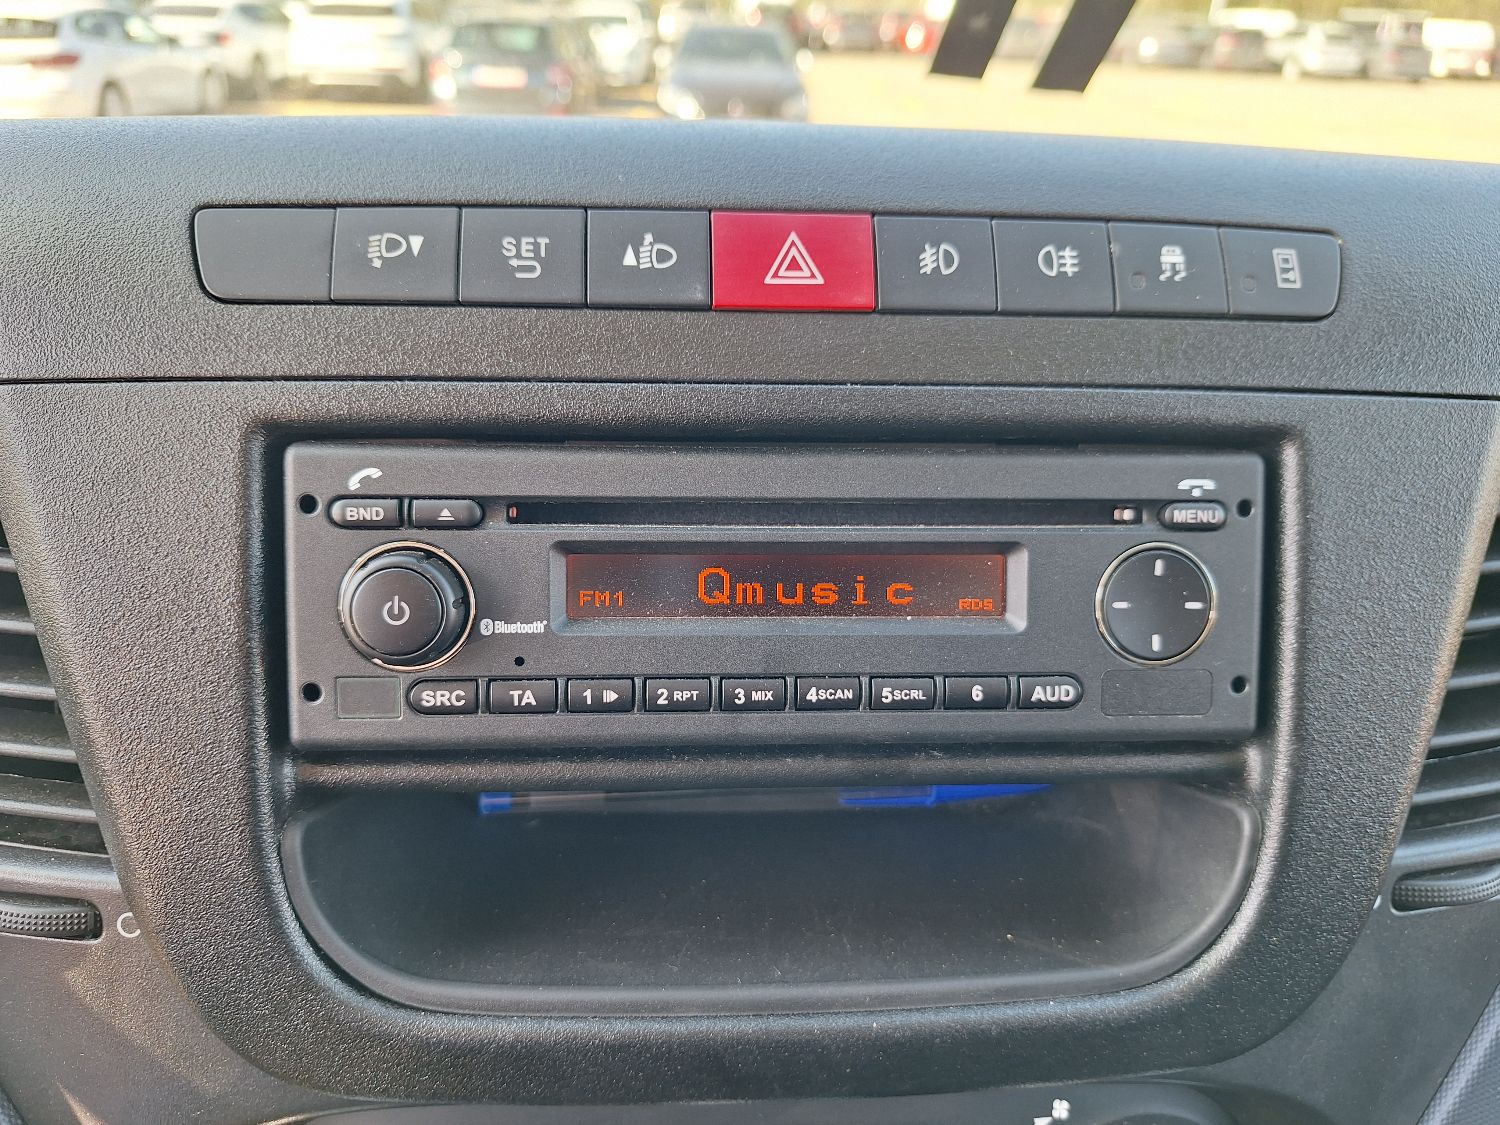 SET
BND
MENU
FM1 Qmusic RDS
Bluetooth
SRC TA 1 2 RPT 3 MIX 4 SCAN 5 SCRL 6 AUD